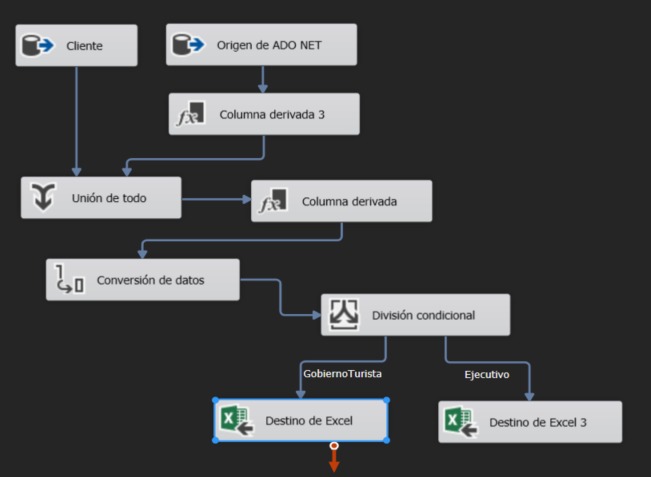 Cliente
Origen de ADO NET
Columna derivada 3
Unión de todo
Columna derivada
Conversión de datos
División condicional
GobiernoTurista
Ejecutivo
Destino de Excel
Destino de Excel 3